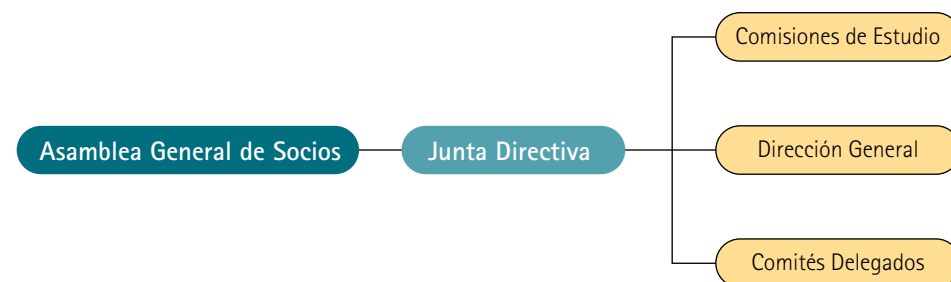 Comisiones de Estudio
Asamblea General de Socios
Junta Directiva
Dirección General
Comités Delegados